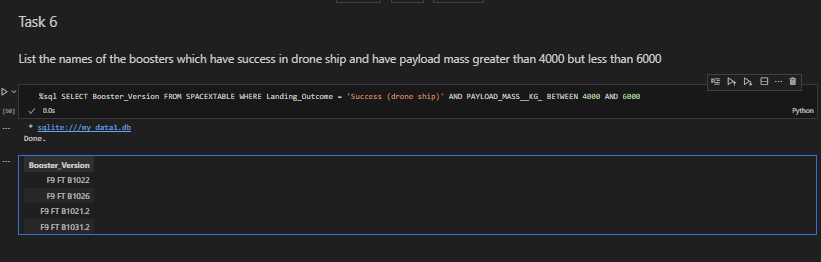 Task 6
List the names of the boosters which have success in drone ship and have payload mass greater than 4000 but less than 6000
%sql SELECT Booster_Version FROM SPACEXTABLE WHERE Landing_Outcome = 'Success (drone ship)' AND PAYLOAD_MASS__KG_ BETWEEN 4000 AND 6000
[50]
0.0s
Python
* sqlite:///my_data1.db
Done.
Booster_Version
F9 FT B1022
F9 FT B1026
F9 FT B1021.2
F9 FT B1031.2